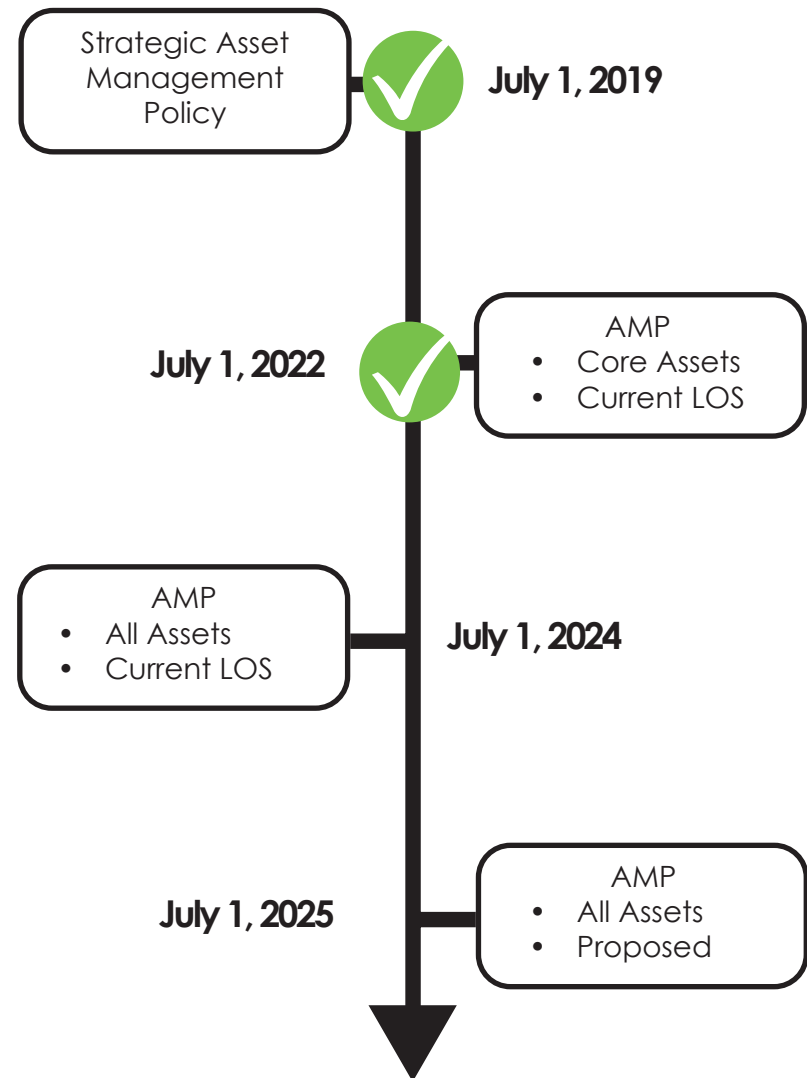 Strategic Asset
Management
Policy
July 1, 2019
July 1, 2022
AMP
• Core Assets
• Current LOS
AMP
• All Assets
• Current LOS
July 1, 2024
July 1, 2025
AMP
• All Assets
• Proposed